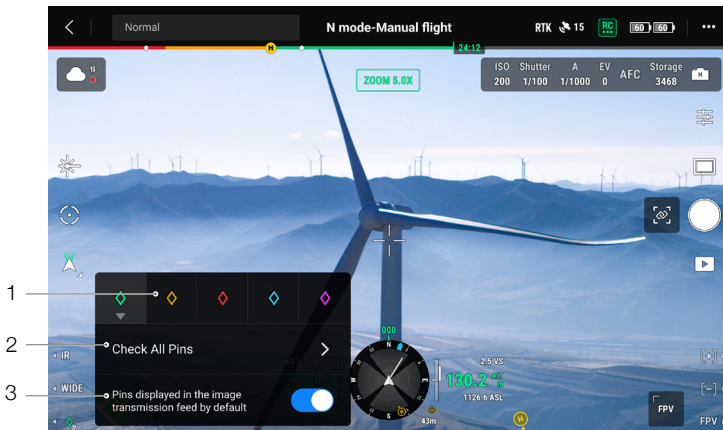 Normal
N mode-Manual flight
RTK 15 RC 60 60
24:12
ZOOM 5.0X
ISO Shutter A EV AFC Storage
200 1/100 1/1000 0 3468
M
H
1
2 Check All Pins
3 Pins displayed in the image
transmission feed by default
IR
WIDE
000
N
E
S
W
2.5 VS
130.2 ALT
1126.6 ASL
43m
H
FPV
FPV